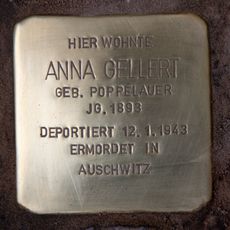 HIER WOHNTE
ANNA GELLERT
GEB. POPPELAUER
JG. 1893
DEPORTIERT 12.1.1943
ERMORDET IN
AUSCHWITZ